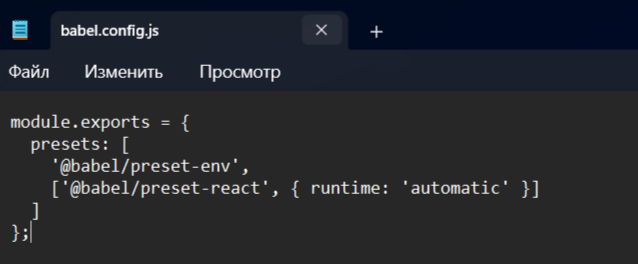 babel.config.js
Файл Изменить Просмотр
module.exports = {
  presets: [
    '@babel/preset-env',
    ['@babel/preset-react', { runtime: 'automatic' }]
  ]
};